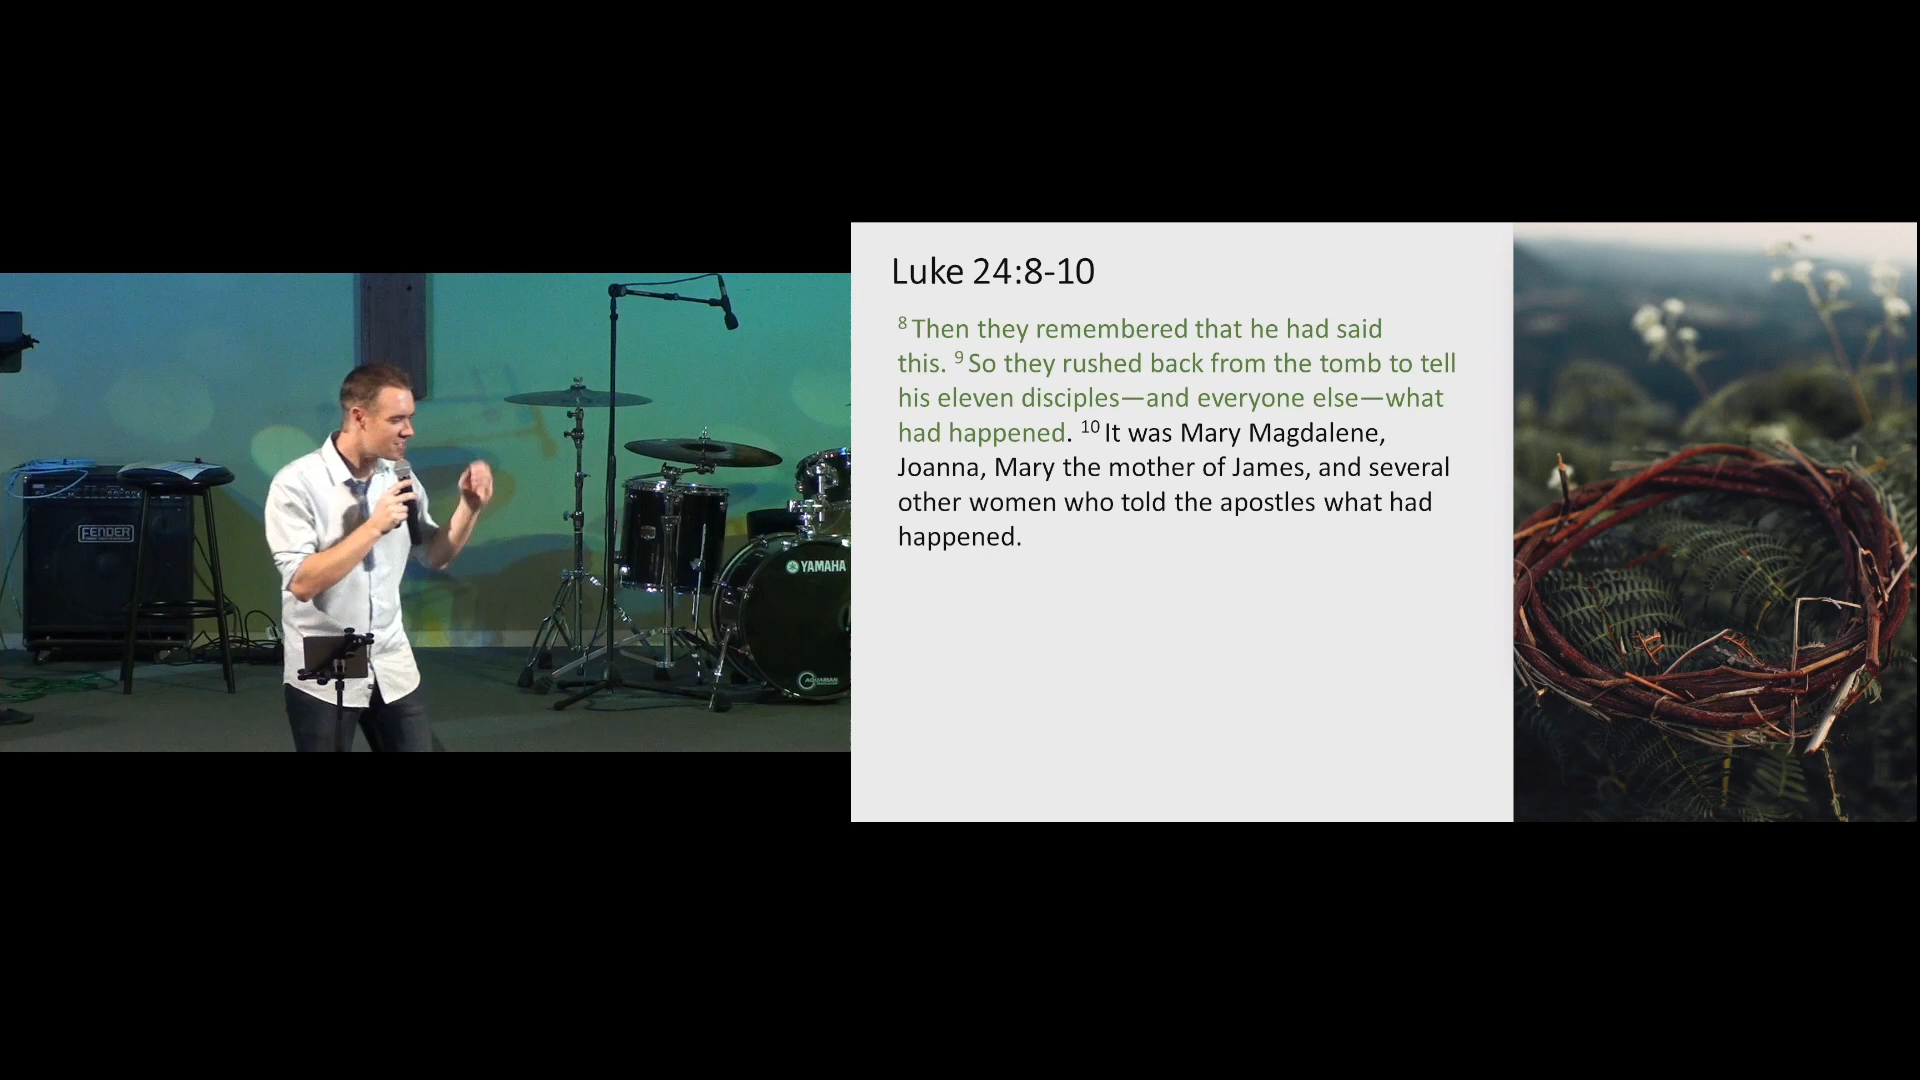 FENDER
YAMAHA
AQUARIAN
Luke 24:8-10
8 Then they remembered that he had said
this. 9 So they rushed back from the tomb to tell
his eleven disciples—and everyone else—what
had happened. 10 It was Mary Magdalene,
Joanna, Mary the mother of James, and several
other women who told the apostles what had
happened.